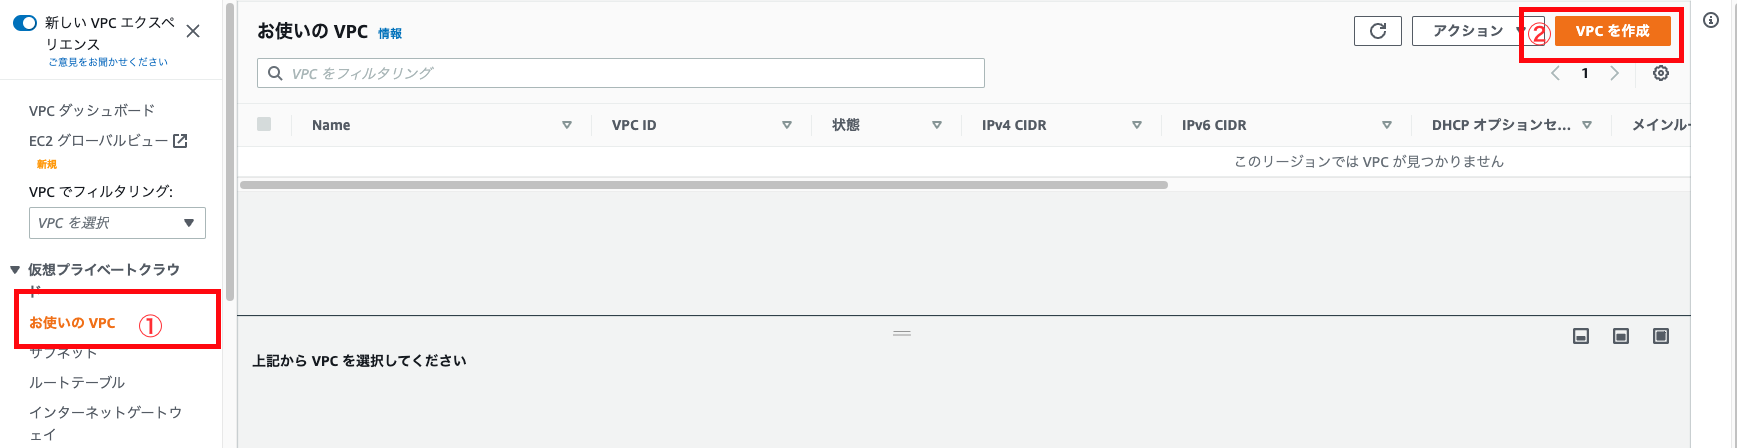 新しい VPC エクスペ
リエンス
ご意見をお聞かせください
VPC ダッシュボード
EC2 グローバルビュー
新規
VPC でフィルタリング:
VPC を選択
仮想プライベートクラウ
ド
お使いの VPC ①
サブネット
ルートテーブル
インターネットゲートウ
ェイ
お使いの VPC 情報
アクション ② VPC を作成
VPC をフィルタリング
1
Name VPC ID 状態 IPv4 CIDR IPv6 CIDR DHCP オプションセ... メインルー
このリージョンでは VPC が見つかりません
上記から VPC を選択してください